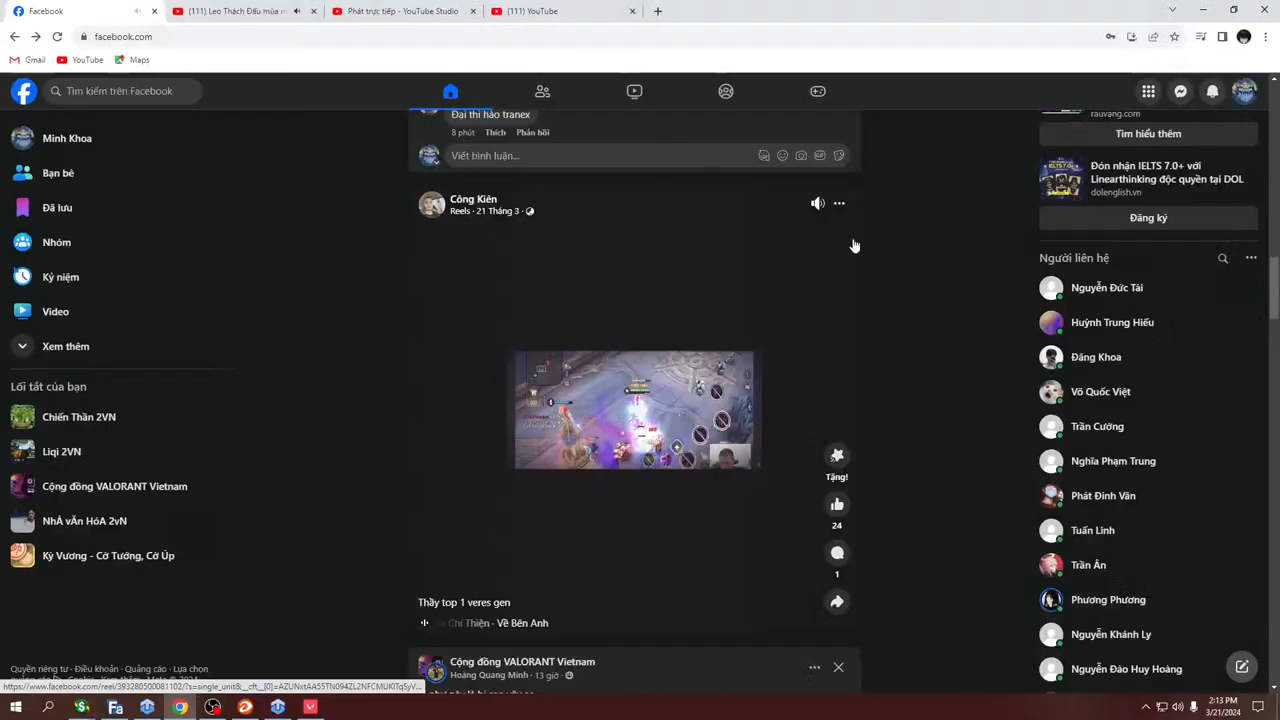 Facebook
(111) Leo Thách Đấu mùa m
Phát trực tiếp - YouTube Studio
(111) YouTube
facebook.com
Gmail
YouTube
Maps
Tìm kiếm trên Facebook
Minh Khoa
Bạn bè
Đã lưu
Nhóm
Kỷ niệm
Video
Xem thêm
Lối tắt của bạn
Chiến Thần 2VN
Liqi 2VN
Cộng đồng VALORANT Vietnam
NhÀ vĂn HóA 2vN
Kỳ Vương - Cờ Tướng, Cờ Úp
Quyền riêng tư · Điều khoản · Quảng cáo · Lựa chọn
Đại thi hào tranex
8 phút Thích Phản hồi
Viết bình luận...
Công Kiên
Reels · 21 Tháng 3 ·
Tặng!
24
1
Thầy top 1 veres gen
Chí Thiện - Về Bên Anh
Cộng đồng VALORANT Vietnam
Hoàng Quang Minh · 13 giờ ·
rauvang.com
Tìm hiểu thêm
Đón nhận IELTS 7.0+ với
Linearthinking độc quyền tại DOL
dolenglish.vn
Đăng ký
Người liên hệ
Nguyễn Đức Tài
Huỳnh Trung Hiếu
Đăng Khoa
Võ Quốc Việt
Trần Cường
Nghĩa Phạm Trung
Phát Đinh Văn
Tuấn Linh
Trần Ân
Phương Phương
Nguyễn Khánh Ly
Nguyễn Đào Huy Hoàng
2:13 PM
3/21/2024